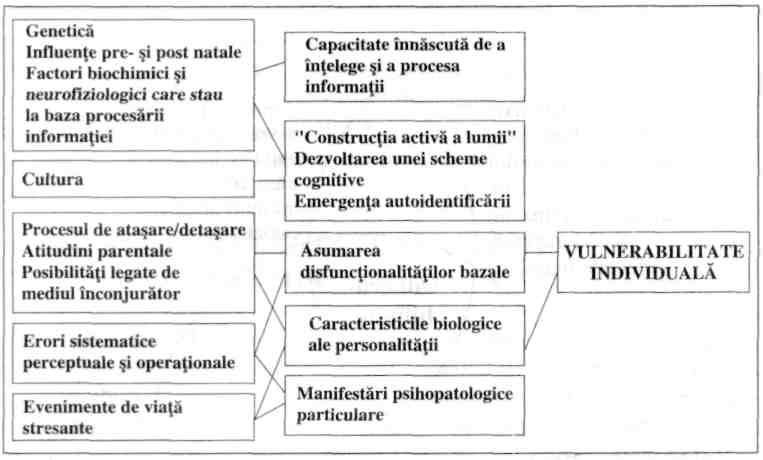 Genetică
Influenţe pre- şi post natale
Factori biochimici şi
neurofiziologici care stau
la baza procesării
informaţiei
Cultura
Procesul de ataşare/detaşare
Atitudini parentale
Posibilităţi legate de
mediul înconjurător
Erori sistematice
perceptuale şi operaţionale
Evenimente de viaţă
stresante
Capacitate înnăscută de a
înţelege şi a procesa
informaţii
"Construcţia activă a lumii"
Dezvoltarea unei scheme
cognitive
Emergenţa autoidentificării
Asumarea
disfuncţionalităţilor bazale
Caracteristicile biologice
ale personalităţii
Manifestări psihopatologice
particulare
VULNERABILITATE
INDIVIDUALĂ